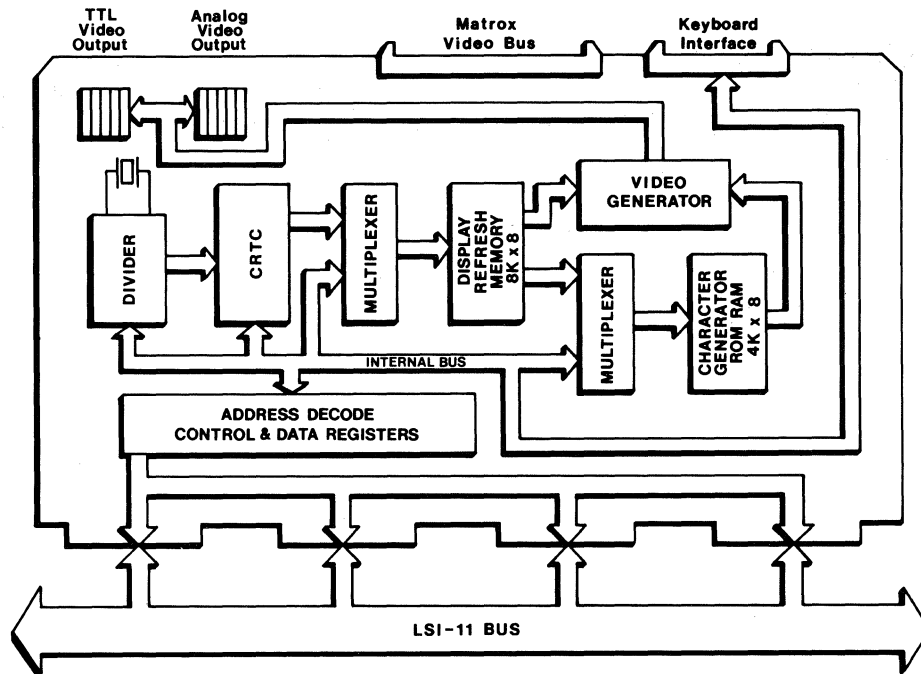 TTL
Video
Output
Analog
Video
Output
Matrox
Video Bus
Keyboard
Interface
DIVIDER
CRTC
MULTIPLEXER
DISPLAY
REFRESH
MEMORY
8K x 8
VIDEO
GENERATOR
MULTIPLEXER
CHARACTER
GENERATOR
ROM RAM
4K x 8
INTERNAL BUS
ADDRESS DECODE
CONTROL & DATA REGISTERS
LSI-11 BUS